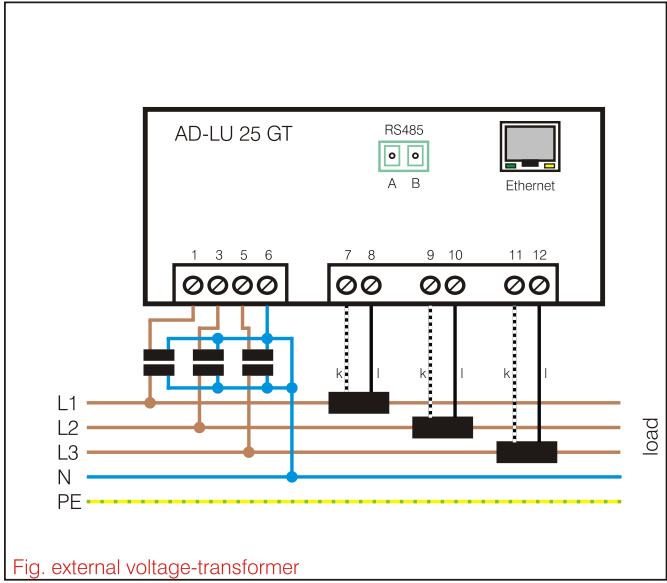 AD-LU 25 GT
RS485
A B
Ethernet
1 3 5 6 7 8 9 10 11 12
k l k l k l
L1
L2
L3
N
PE
load
Fig. external voltage-transformer